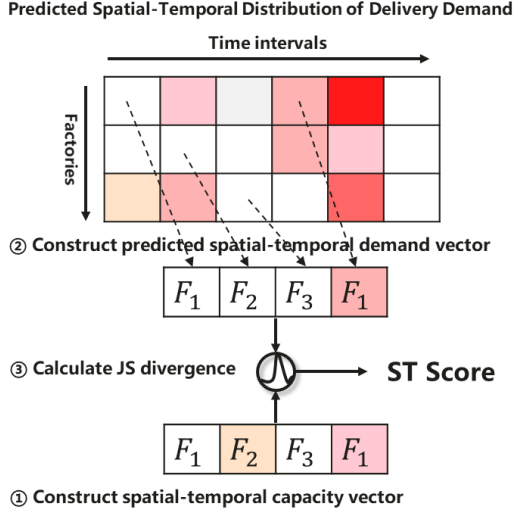 Predicted Spatial-Temporal Distribution of Delivery Demand
Time intervals
Factories
② Construct predicted spatial-temporal demand vector
F₁ F₂ F₃ F₁
③ Calculate JS divergence
ST Score
F₁ F₂ F₃ F₁
① Construct spatial-temporal capacity vector